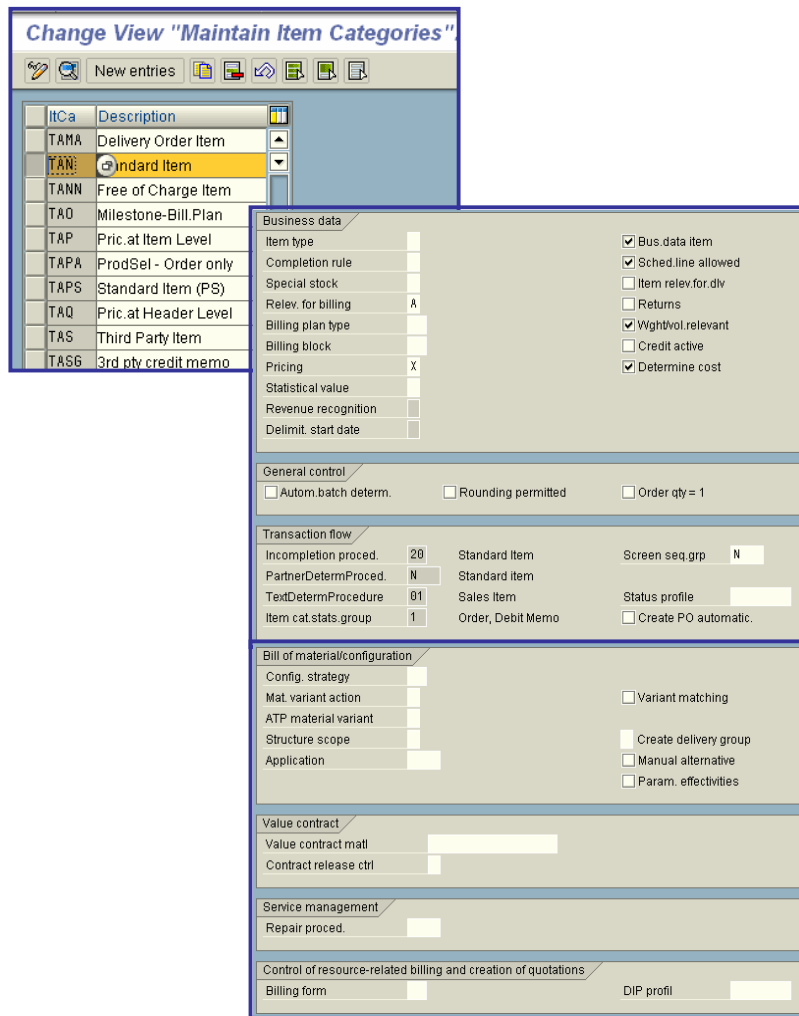 Change View "Maintain Item Categories"
New entries
ItCa Description
TAMA Delivery Order Item
TAN ndard Item
TANN Free of Charge Item
TAO Milestone-Bill.Plan
TAP Pric.at Item Level
TAPA ProdSel - Order only
TAPS Standard Item (PS)
TAQ Pric.at Header Level
TAS Third Party Item
TASG 3rd pty credit memo
Business data
Item type Bus.data item
Completion rule Sched.line allowed
Special stock Item relev.for.dlv
Relev. for billing A Returns
Billing plan type Wght/vol.relevant
Billing block Credit active
Pricing X Determine cost
Statistical value
Revenue recognition
Delimit. start date
General control
Autom.batch determ. Rounding permitted Order qty = 1
Transaction flow
Incompletion proced. 20 Standard Item Screen seq.grp N
PartnerDetermProced. N Standard item
TextDetermProcedure 01 Sales Item Status profile
Item cat.stats.group 1 Order, Debit Memo Create PO automatic.
Bill of material/configuration
Config. strategy
Mat. variant action Variant matching
ATP material variant
Structure scope Create delivery group
Application Manual alternative
Param. effectivities
Value contract
Value contract matl
Contract release ctrl
Service management
Repair proced.
Control of resource-related billing and creation of quotations
Billing form DIP profil